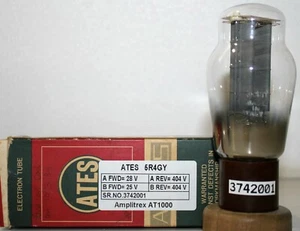 ELECTRON TUBE
ATES
ATES 5R4GY
A FWD= 28 V A REV= 404 V
B FWD= 25 V B REV= 404 V
SR.NO.3742001
Amplitrex AT1000
WARRANTED
3742001